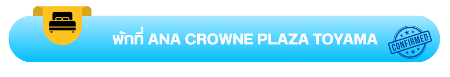 พักที่ ANA CROWNE PLAZA TOYAMA
CONFIRMED